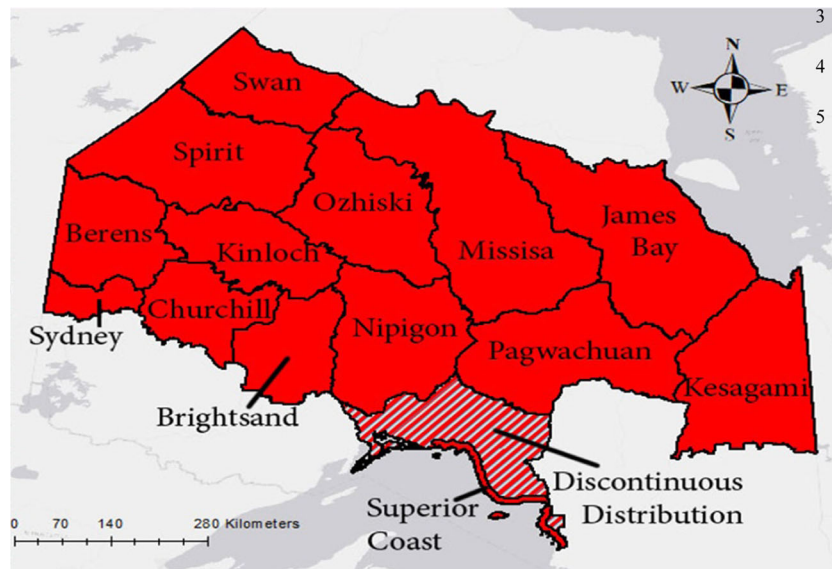 3
4
5
N
W
E
S
Swan
Spirit
Ozhiski
James
Bay
Berens
Kinloch
Missisa
Churchill
Sydney
Nipigon
Pagwachuan
Kesagami
Brightsand
Discontinuous
Distribution
Superior
Coast
0 70 140 280 Kilometers